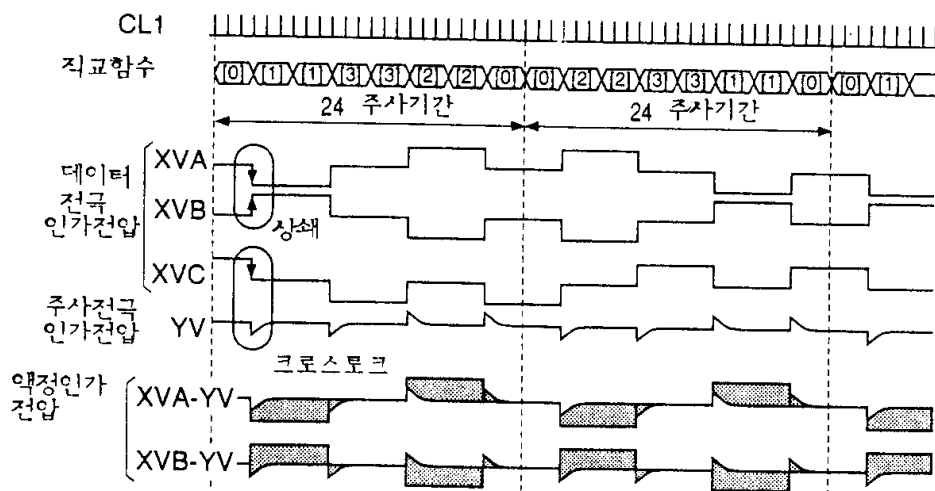 CL1
직교함수 [0] [1] [1] [3] [3] [2] [2] [0] [0] [2] [2] [3] [3] [1] [1] [0] [0] [1]
24 주사기간 24 주사기간
데이터
전극
인가전압
XVA
XVB
상쇄
XVC
주사전극
인가전압
YV
크로스토크
액정인가
전압
XVA-YV
XVB-YV